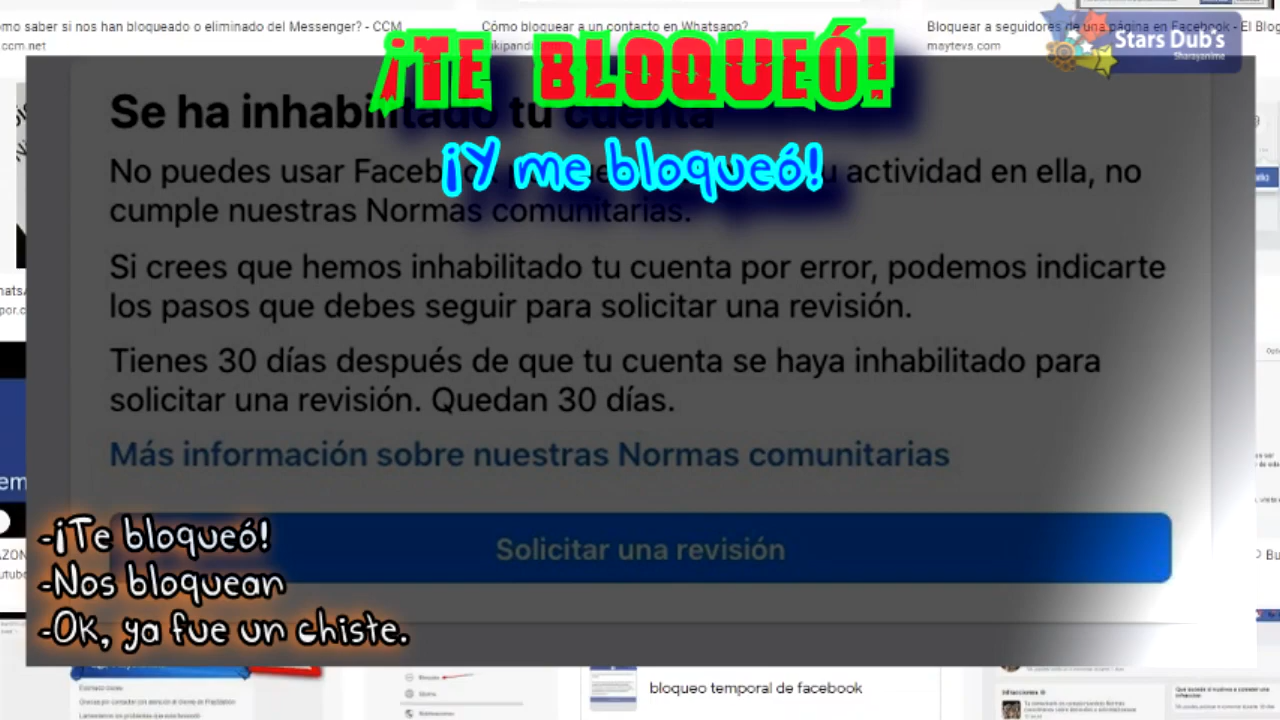 mo saber si nos han bloqueado o eliminado del Messenger? - CCM
ccm.net
Cómo bloquear a un contacto en Whatsapp?
kipanda
Bloquear a seguidores de una página en Facebook - El Blog
maytevs.com
Stars Dub's
Sharayanime
¡TE BLOQUEÓ!
Se ha inhabilitado tu cuenta
¡Y me bloqueó!
No puedes usar Facebook actividad en ella, no
cumple nuestras Normas comunitarias.
Si crees que hemos inhabilitado tu cuenta por error, podemos indicarte
los pasos que debes seguir para solicitar una revisión.
Tienes 30 días después de que tu cuenta se haya inhabilitado para
solicitar una revisión. Quedan 30 días.
Más información sobre nuestras Normas comunitarias
Solicitar una revisión
-¡Te bloqueó!
-Nos bloquean
-Ok, ya fue un chiste.
bloqueo temporal de facebook